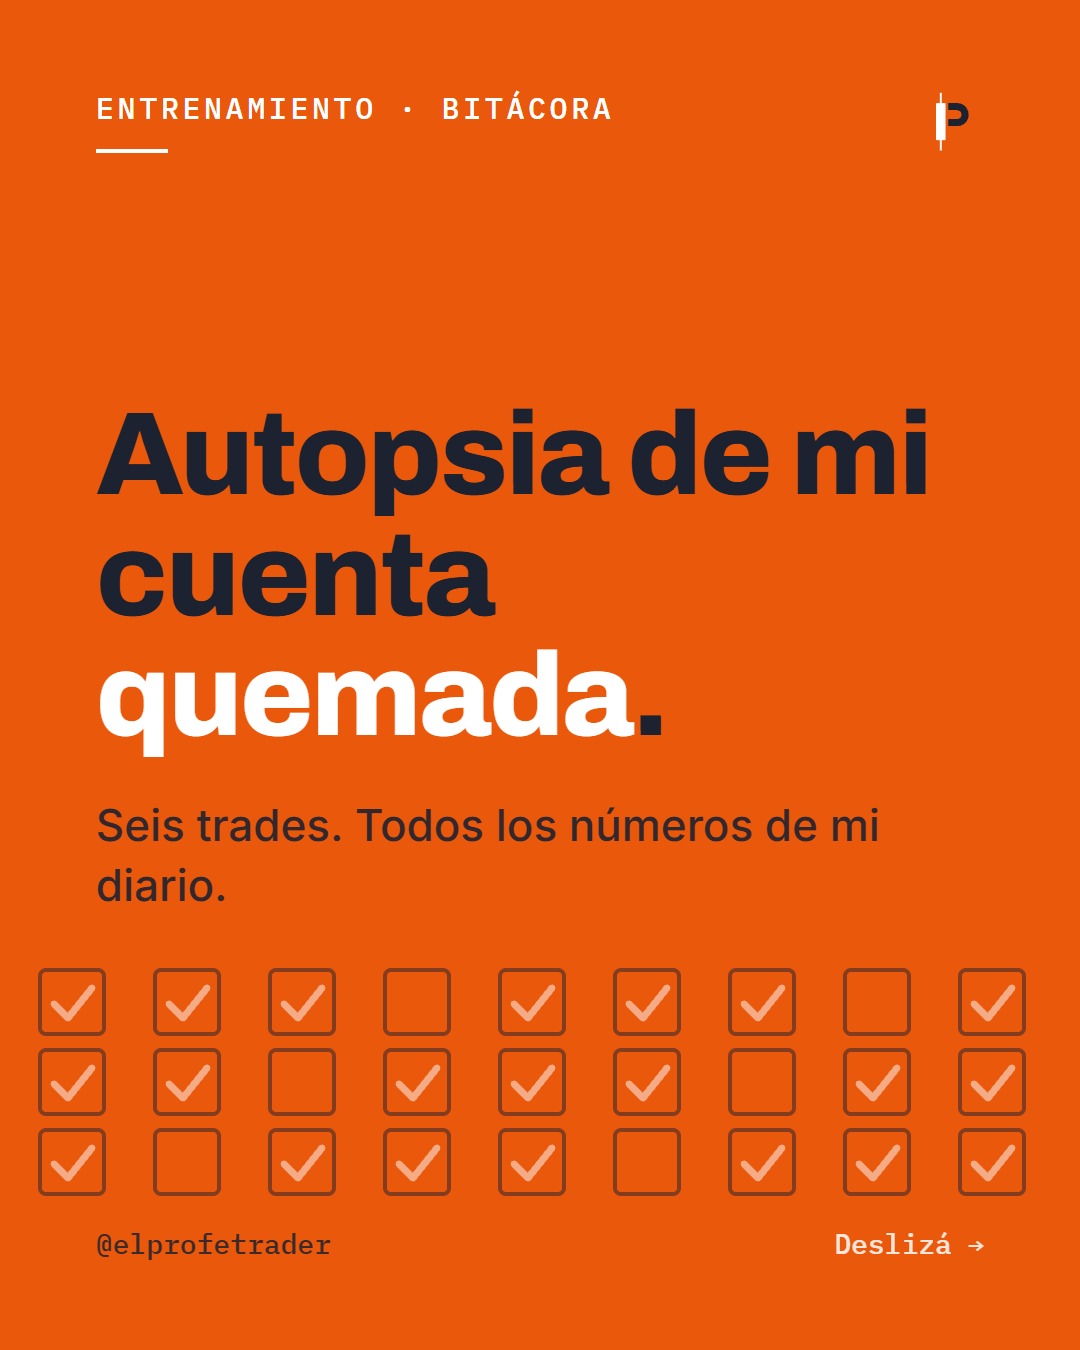 ENTRENAMIENTO · BITÁCORA
Autopsia de mi
cuenta
quemada.
Seis trades. Todos los números de mi
diario.
@elprofetrader
Deslizá →